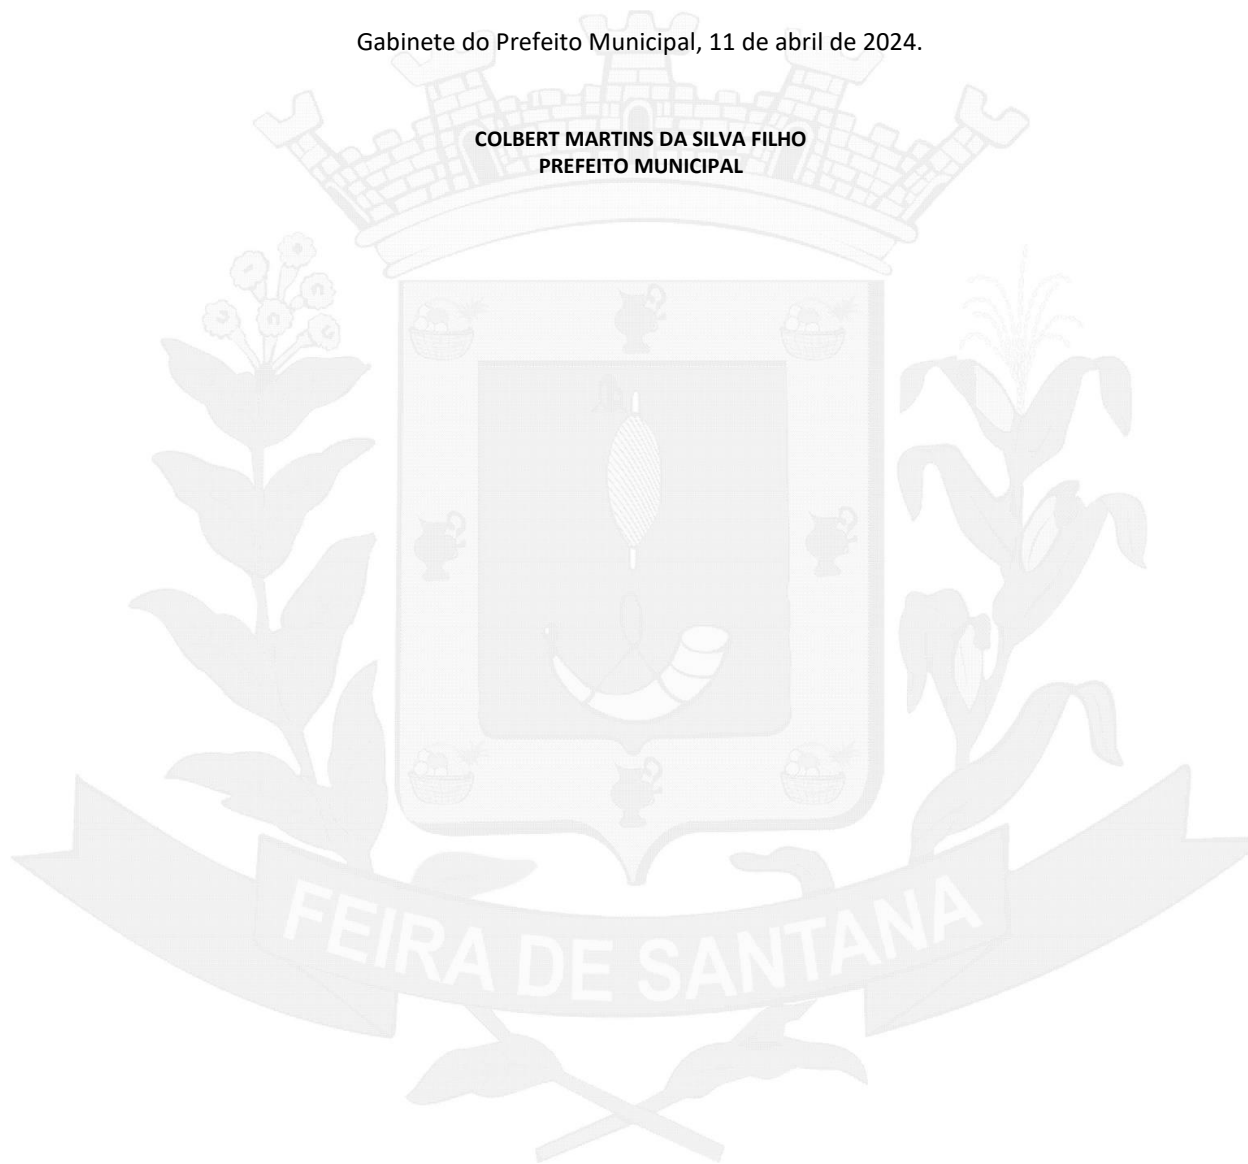 Gabinete do Prefeito Municipal, 11 de abril de 2024.
COLBERT MARTINS DA SILVA FILHO
PREFEITO MUNICIPAL
FEIRA DE SANTANA